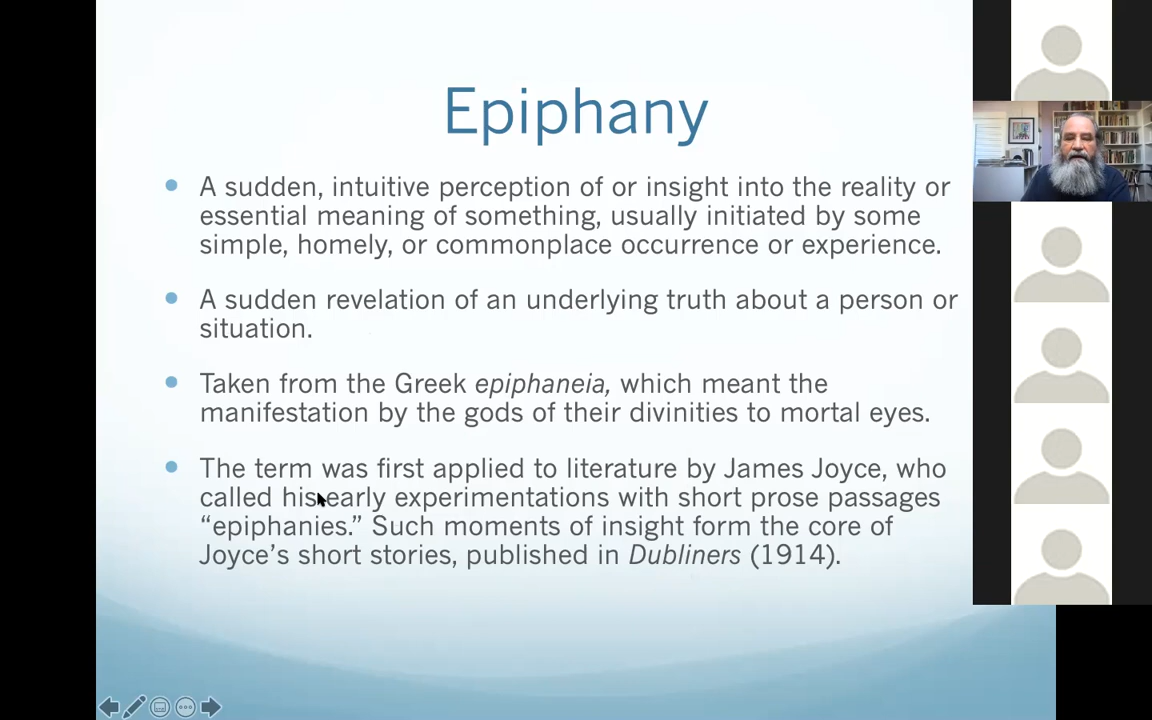 Epiphany
A sudden, intuitive perception of or insight into the reality or
essential meaning of something, usually initiated by some
simple, homely, or commonplace occurrence or experience.
A sudden revelation of an underlying truth about a person or
situation.
Taken from the Greek epiphaneia, which meant the
manifestation by the gods of their divinities to mortal eyes.
The term was first applied to literature by James Joyce, who
called his early experimentations with short prose passages
“epiphanies.” Such moments of insight form the core of
Joyce’s short stories, published in Dubliners (1914).